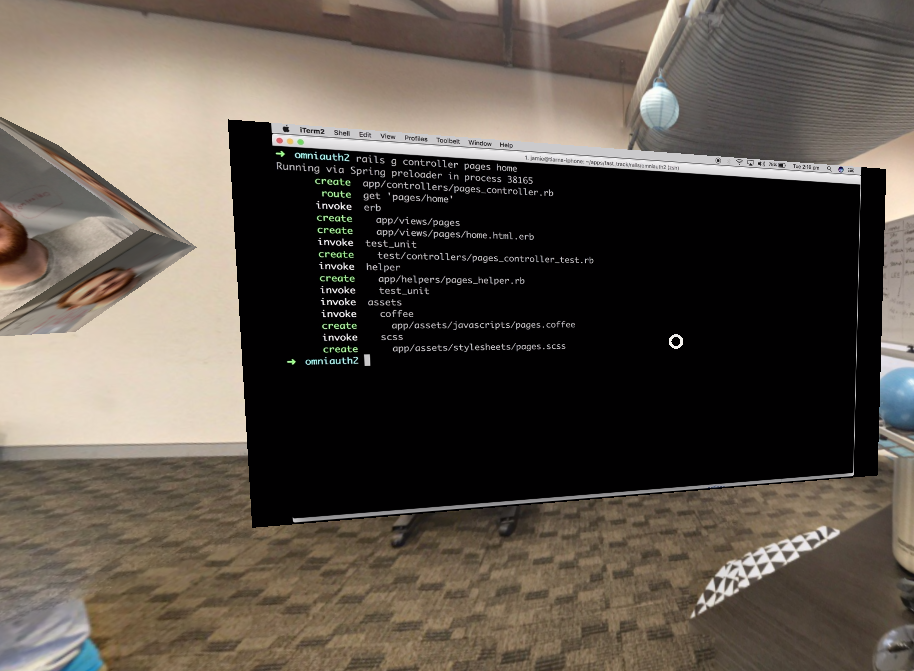 iTerm2 Shell Edit View Profiles Toolbelt Window Help
Tue 2:16 pm
➜ omniauth2 rails g controller pages home
Running via Spring preloader in process 38165
create app/controllers/pages_controller.rb
route get 'pages/home'
invoke erb
create app/views/pages
create app/views/pages/home.html.erb
invoke test_unit
create test/controllers/pages_controller_test.rb
invoke helper
create app/helpers/pages_helper.rb
invoke test_unit
invoke assets
invoke coffee
create app/assets/javascripts/pages.coffee
invoke scss
create app/assets/stylesheets/pages.scss
➜ omniauth2